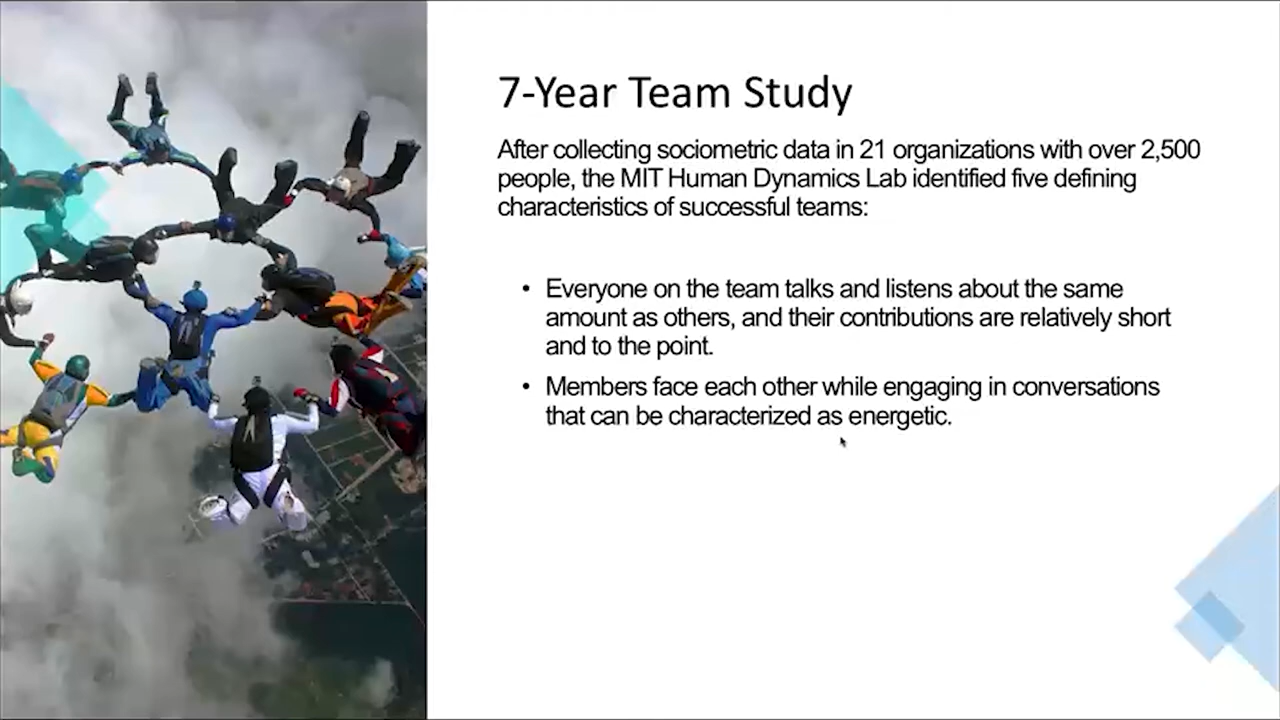 7-Year Team Study
After collecting sociometric data in 21 organizations with over 2,500
people, the MIT Human Dynamics Lab identified five defining
characteristics of successful teams:
• Everyone on the team talks and listens about the same
amount as others, and their contributions are relatively short
and to the point.
• Members face each other while engaging in conversations
that can be characterized as energetic.